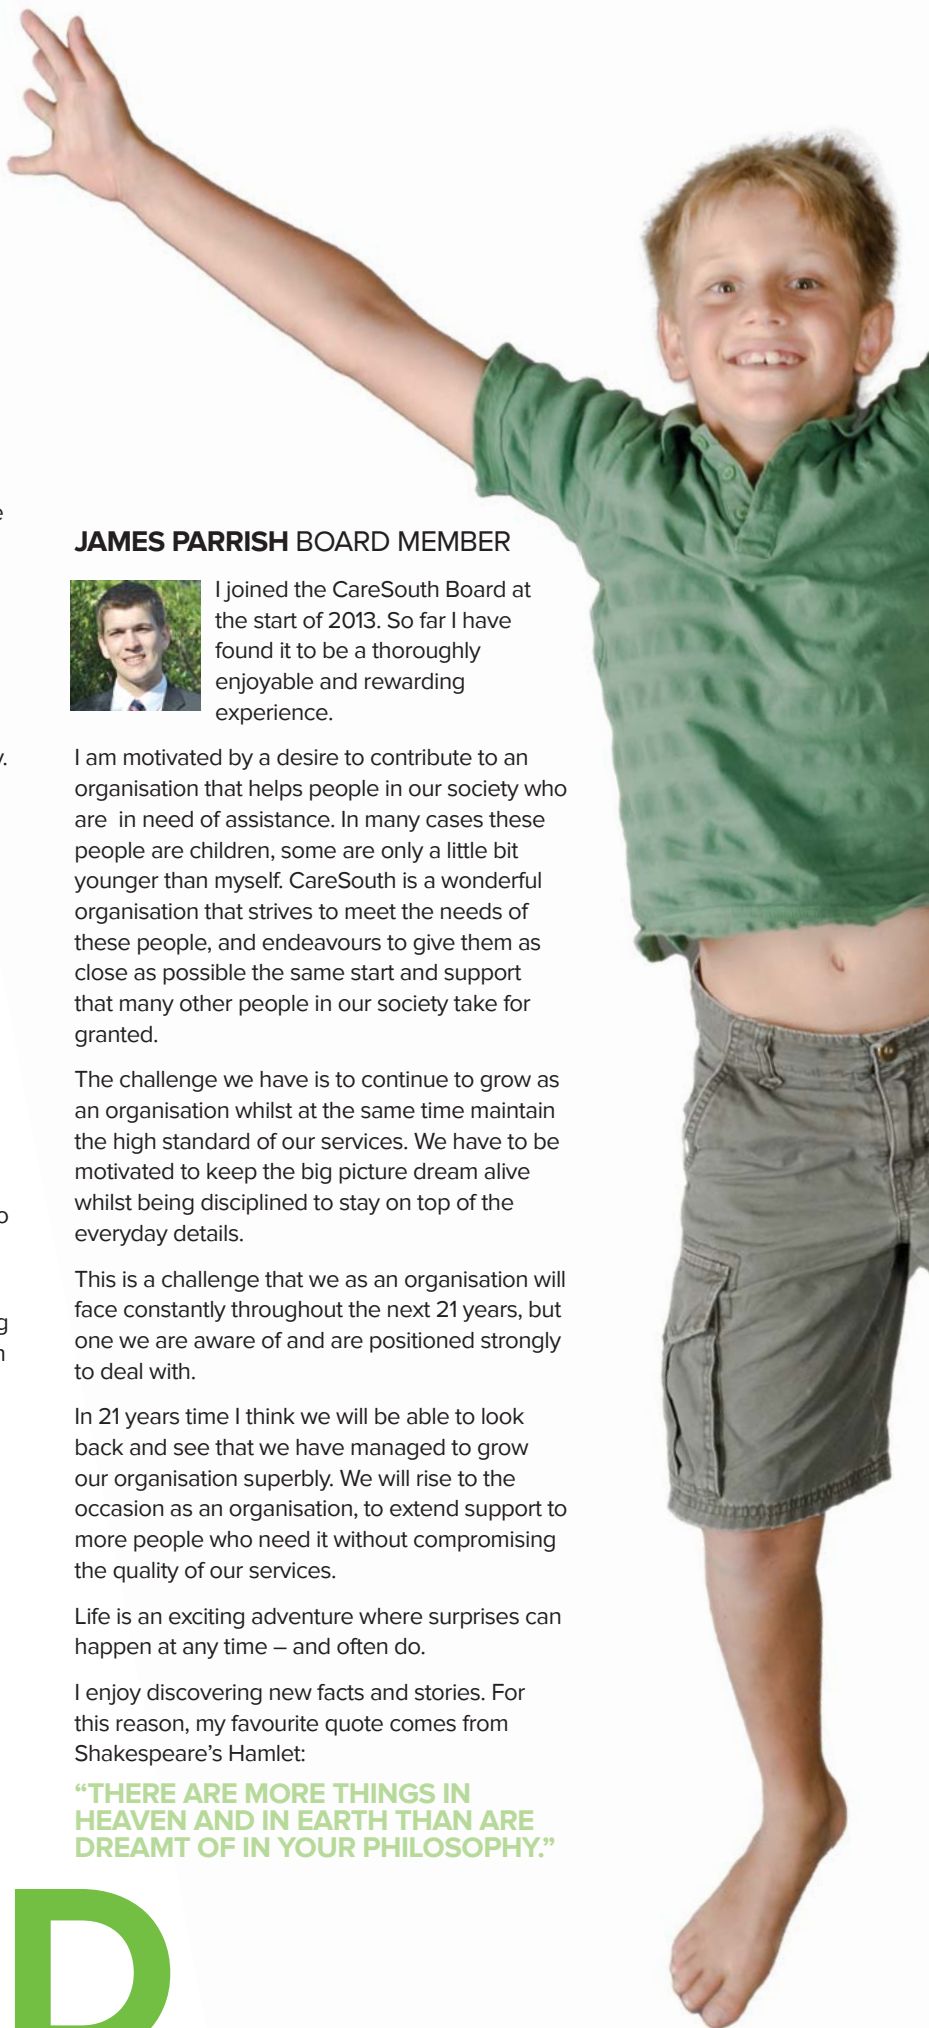 e
y.
o
g
n
JAMES PARRISH BOARD MEMBER
I joined the CareSouth Board at
the start of 2013. So far I have
found it to be a thoroughly
enjoyable and rewarding
experience.
I am motivated by a desire to contribute to an
organisation that helps people in our society who
are  in need of assistance. In many cases these
people are children, some are only a little bit
younger than myself. CareSouth is a wonderful
organisation that strives to meet the needs of
these people, and endeavours to give them as
close as possible the same start and support
that many other people in our society take for
granted.
The challenge we have is to continue to grow as
an organisation whilst at the same time maintain
the high standard of our services. We have to be
motivated to keep the big picture dream alive
whilst being disciplined to stay on top of the
everyday details.
This is a challenge that we as an organisation will
face constantly throughout the next 21 years, but
one we are aware of and are positioned strongly
to deal with.
In 21 years time I think we will be able to look
back and see that we have managed to grow
our organisation superbly. We will rise to the
occasion as an organisation, to extend support to
more people who need it without compromising
the quality of our services.
Life is an exciting adventure where surprises can
happen at any time – and often do.
I enjoy discovering new facts and stories. For
this reason, my favourite quote comes from
Shakespeare’s Hamlet:
“THERE ARE MORE THINGS IN
HEAVEN AND IN EARTH THAN ARE
DREAMT OF IN YOUR PHILOSOPHY.”
D